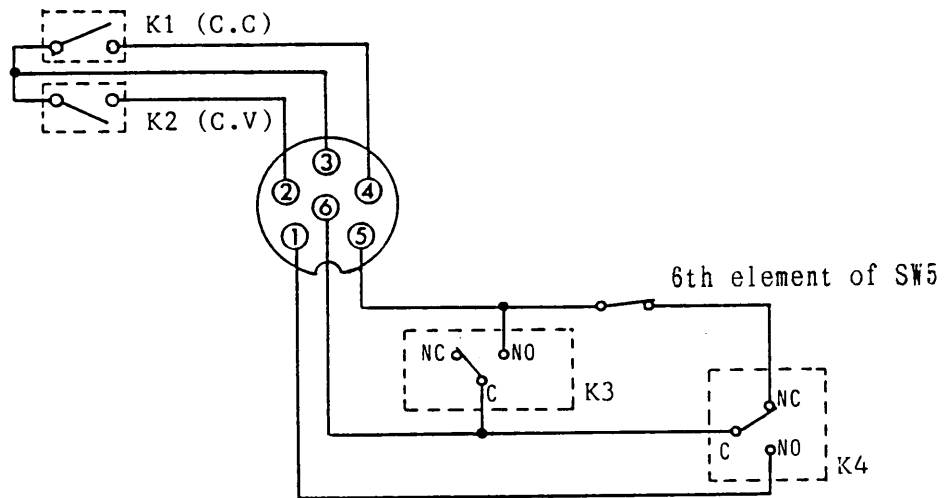 K1 (C.C)
K2 (C.V)
3
2
4
6
1
5
6th element of SW5
NC
NO
C
K3
NC
C
NO
K4